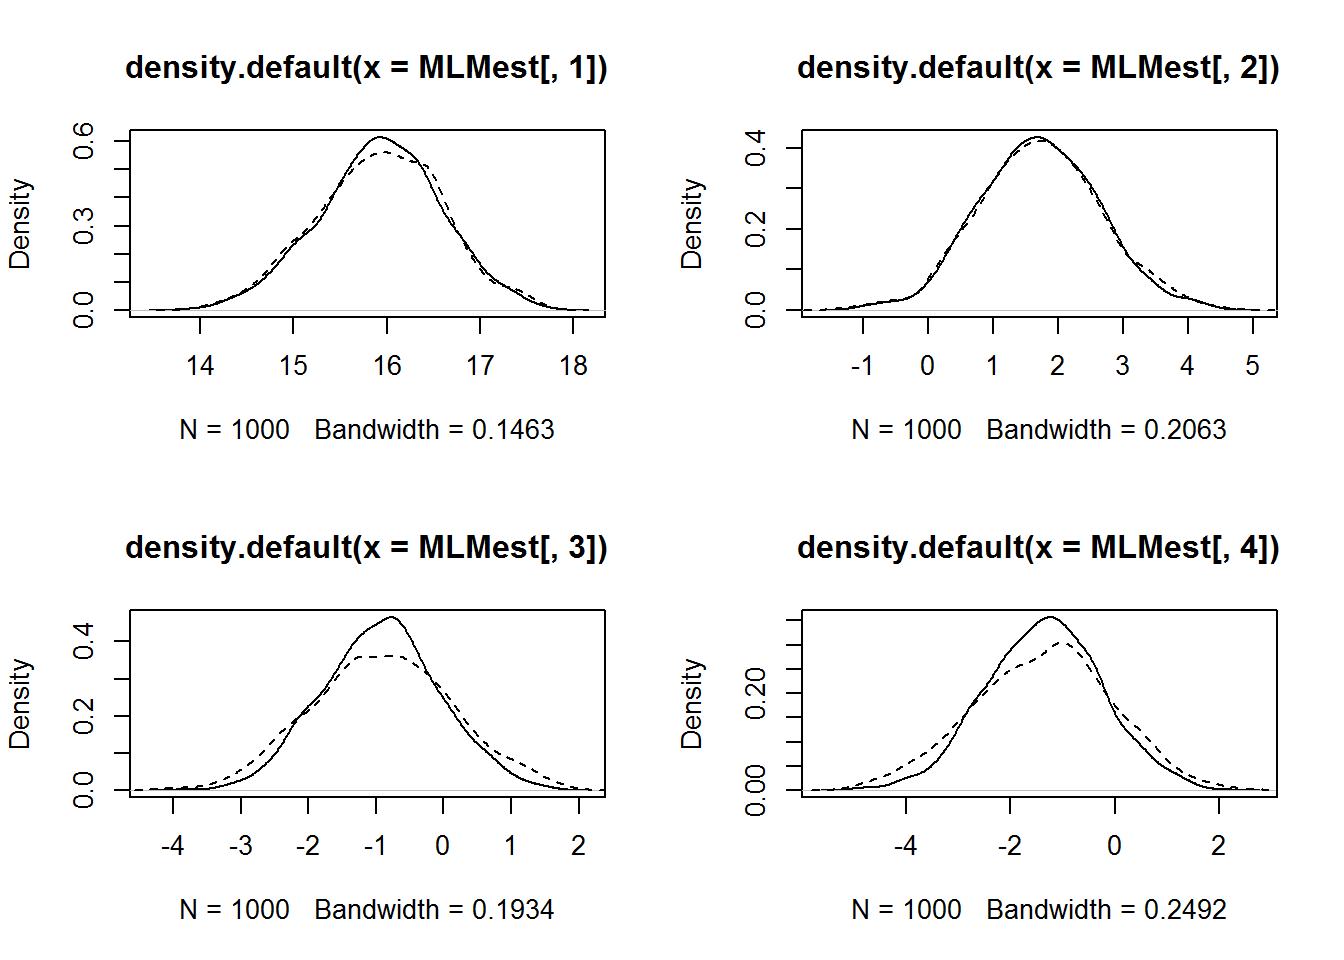 density.default(x = MLMest[, 1])
Density
0.0 0.3 0.6
14 15 16 17 18
N = 1000 Bandwidth = 0.1463
density.default(x = MLMest[, 2])
Density
0.0 0.2 0.4
-1 0 1 2 3 4 5
N = 1000 Bandwidth = 0.2063
density.default(x = MLMest[, 3])
Density
0.0 0.2 0.4
-4 -3 -2 -1 0 1 2
N = 1000 Bandwidth = 0.1934
density.default(x = MLMest[, 4])
Density
0.00 0.20
-4 -2 0 2
N = 1000 Bandwidth = 0.2492